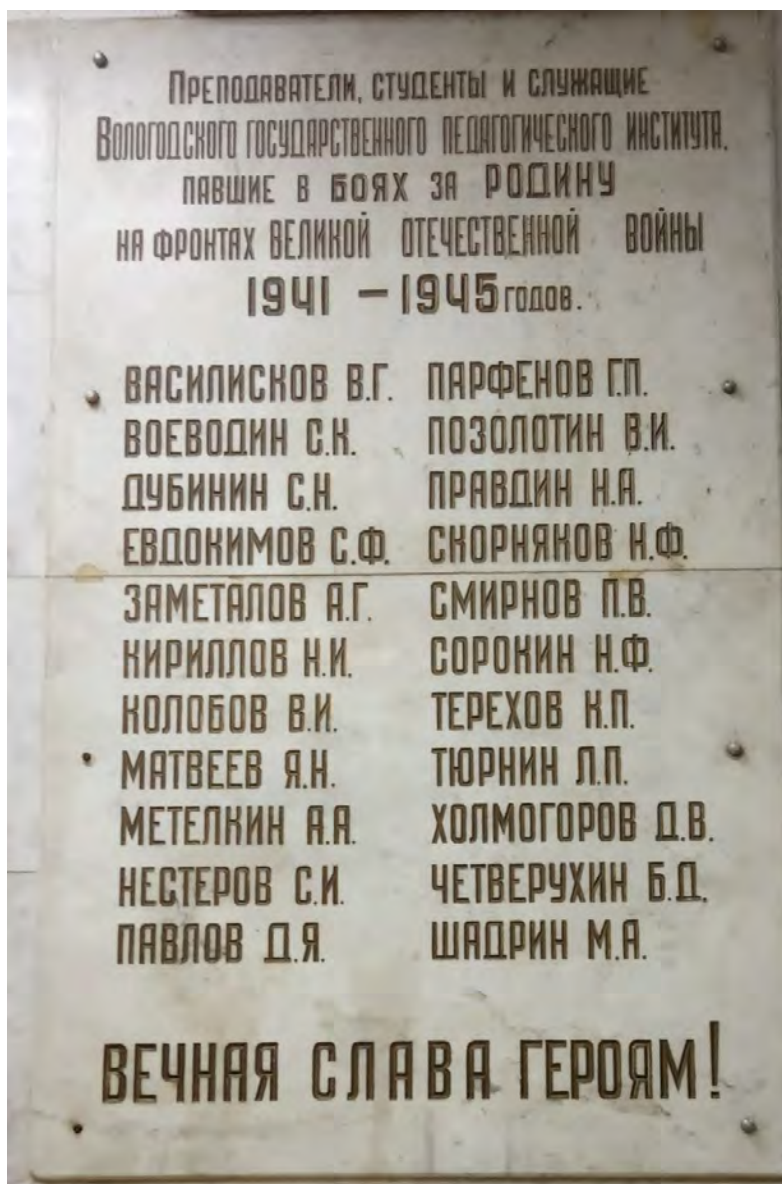 Преподаватели, студенты и служащие
Вологодского государственного педагогического института,
павшие в боях за РОДИНУ
на фронтах ВЕЛИКОЙ ОТЕЧЕСТВЕННОЙ ВОЙНЫ
1941 – 1945 годов.
ВАСИЛИСКОВ В.Г. ПАРФЕНОВ Г.П.
ВОЕВОДИН С.К. ПОЗОЛОТИН В.И.
ДУБИНИН С.Н. ПРАВДИН Н.А.
ЕВДОКИМОВ С.Ф. СКОРНЯКОВ Н.Ф.
ЗАМЕТАЛОВ А.Г. СМИРНОВ П.В.
КИРИЛЛОВ Н.И. СОРОКИН Н.Ф.
КОЛОБОВ В.И. ТЕРЕХОВ К.П.
МАТВЕЕВ Я.Н. ТЮРНИН Л.П.
МЕТЕЛКИН А.А. ХОЛМОГОРОВ Д.В.
НЕСТЕРОВ С.И. ЧЕТВЕРУХИН Б.Д.
ПАВЛОВ Д.Я. ШАДРИН М.А.
ВЕЧНАЯ СЛАВА ГЕРОЯМ!